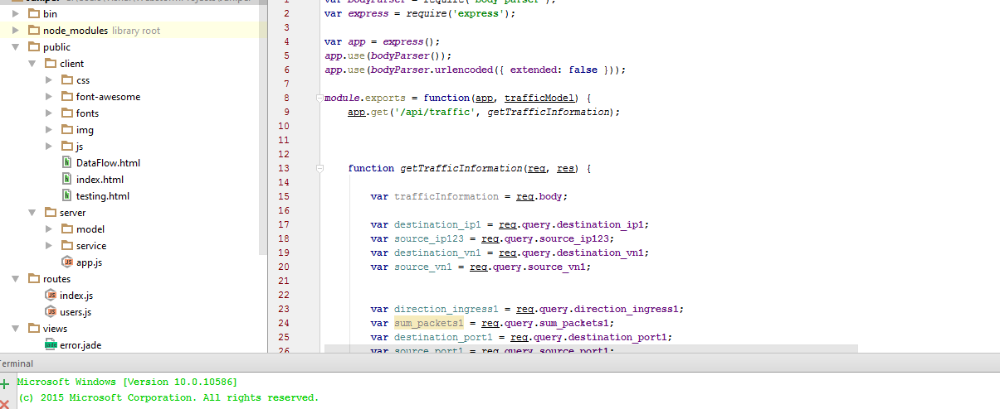 bin
node_modules library root
public
client
css
font-awesome
fonts
img
js
DataFlow.html
index.html
testing.html
server
model
service
app.js
routes
index.js
users.js
views
error.jade
1
2 var express = require('express');
3
4 var app = express();
5 app.use(bodyParser());
6 app.use(bodyParser.urlencoded({ extended: false }));
7
8 module.exports = function(app, trafficModel) {
9 app.get('/api/traffic', getTrafficInformation);
10
11
12
13 function getTrafficInformation(req, res) {
14
15 var trafficInformation = req.body;
16
17 var destination_ip1 = req.query.destination_ip1;
18 var source_ip123 = req.query.source_ip123;
19 var destination_vn1 = req.query.destination_vn1;
20 var source_vn1 = req.query.source_vn1;
21
22
23 var direction_ingress1 = req.query.direction_ingress1;
24 var sum_packets1 = req.query.sum_packets1;
25 var destination_port1 = req.query.destination_port1;
26 var source_port1 = req.query.source_port1;
Terminal
Microsoft Windows [Version 10.0.10586]
(c) 2015 Microsoft Corporation. All rights reserved.